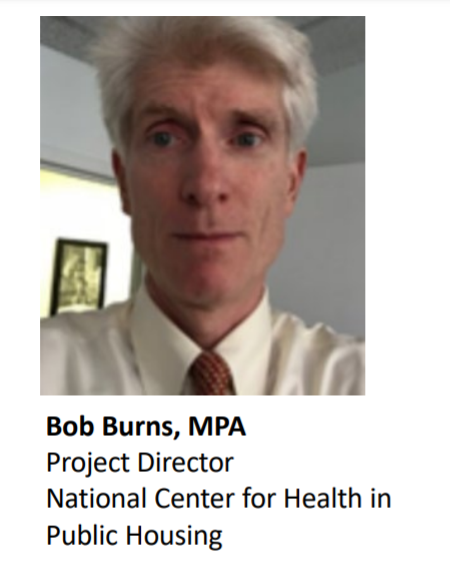 Bob Burns, MPA
Project Director
National Center for Health in
Public Housing